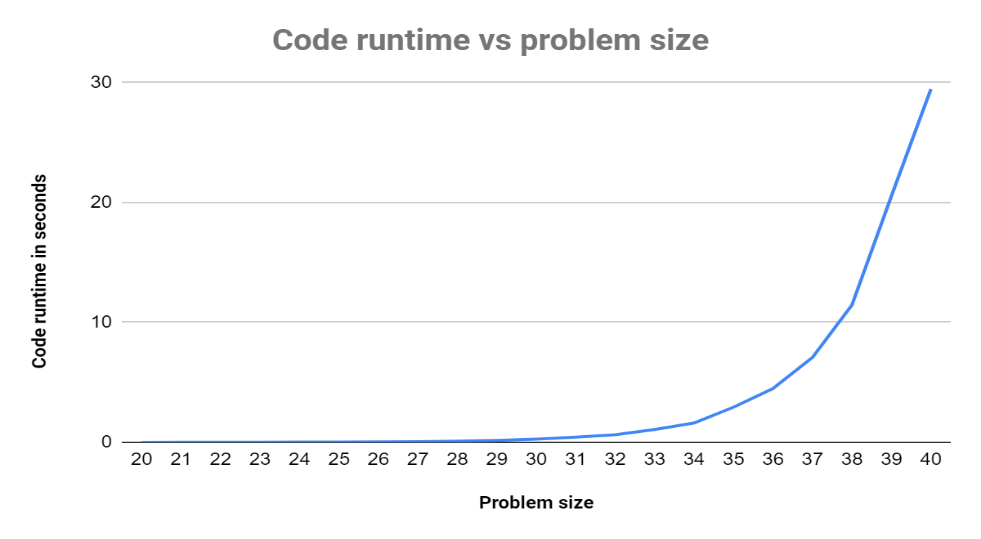 Code runtime vs problem size
30
20
10
0
Code runtime in seconds
20 21 22 23 24 25 26 27 28 29 30 31 32 33 34 35 36 37 38 39 40
Problem size